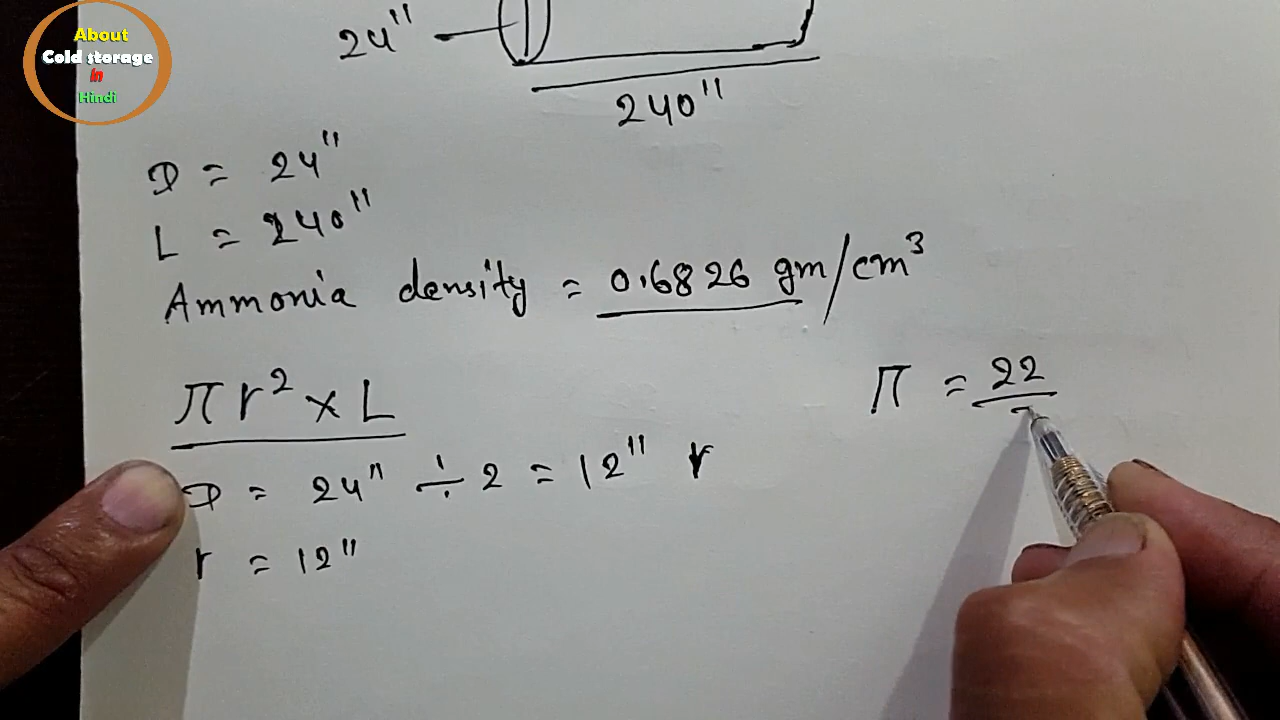 About
Cold storage
in
Hindi
24"
240"
D = 24"
L = 240"
Ammonia density = 0.6826 gm/cm³
πr² × L
π = 22
D = 24" ÷ 2 = 12" r
r = 12"